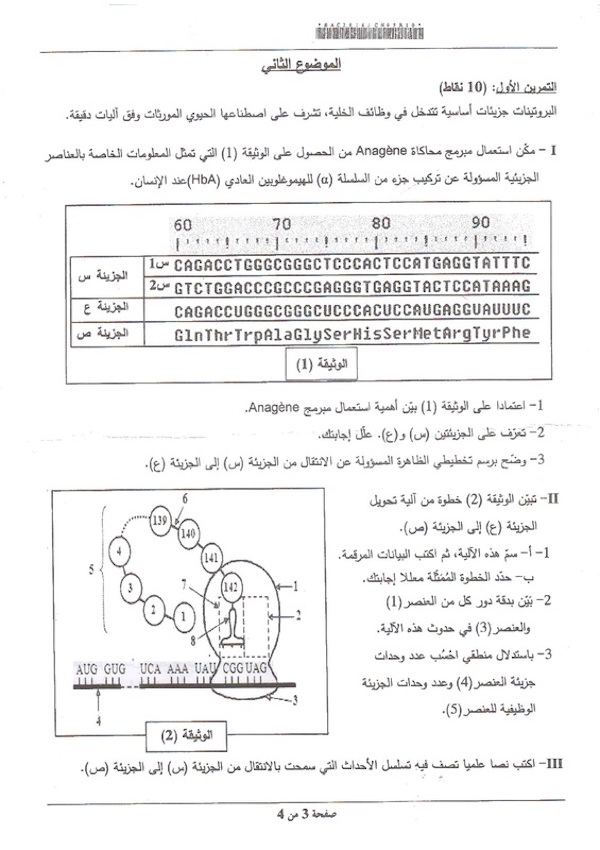 *BAC2016/CHEB3S0*
الموضوع الثاني
التمرين الأول: (10 نقاط)
البروتينات جزيئات أساسية تتدخل في وظائف الخلية، تشرف على اصطناعها الحيوي المورثات وفق آليات دقيقة.
I – مكّن استعمال مبرمج محاكاة Anagène من الحصول على الوثيقة (1) التي تمثل المعلومات الخاصة بالعناصر
الجزيئية المسؤولة عن تركيب جزء من السلسلة (α) للهيموغلوبين العادي (HbA)عند الإنسان.
60 70 80 90
الجزيئة س س1 CAGACCTGGGCGGGCTCCCACTCCATGAGGTATTTC
س2 GTCTGGACCCGCCCGAGGGTGAGGTACTCCATAAAG
الجزيئة ع CAGACCUGGGCGGGCUCCCACUCCAUGAGGUAUUUC
الجزيئة ص GlnThrTrpAlaGlySerHisSerMetArgTyrPhe
الوثيقة (1)
1– اعتمادا على الوثيقة (1) بيّن أهمية استعمال مبرمج Anagène.
2– تعرّف على الجزيئتين (س) و(ع). علّل إجابتك.
3– وضّح برسم تخطيطي الظاهرة المسؤولة عن الانتقال من الجزيئة (س) إلى الجزيئة (ع).
II– تبيّن الوثيقة (2) خطوة من آلية تحويل
الجزيئة (ع) إلى الجزيئة (ص).
1– أ– سمّ هذه الآلية، ثم اكتب البيانات المرقمة.
ب– حدّد الخطوة المُمَثَّلة معللا إجابتك.
2– بيّن بدقة دور كل من العنصر(1)
والعنصر(3) في حدوث هذه الآلية.
3– باستدلال منطقي احْسُب عدد وحدات
جزيئة العنصر(4) وعدد وحدات الجزيئة
الوظيفية للعنصر(5).
6
139
140
141
142
4
5
3
2
1
7
8
1
2
AUG GUG UCA AAA UAU CGG UAG
4
3
الوثيقة (2)
III– اكتب نصا علميا تصف فيه تسلسل الأحداث التي سمحت بالانتقال من الجزيئة (س) إلى الجزيئة (ص).
صفحة 3 من 4